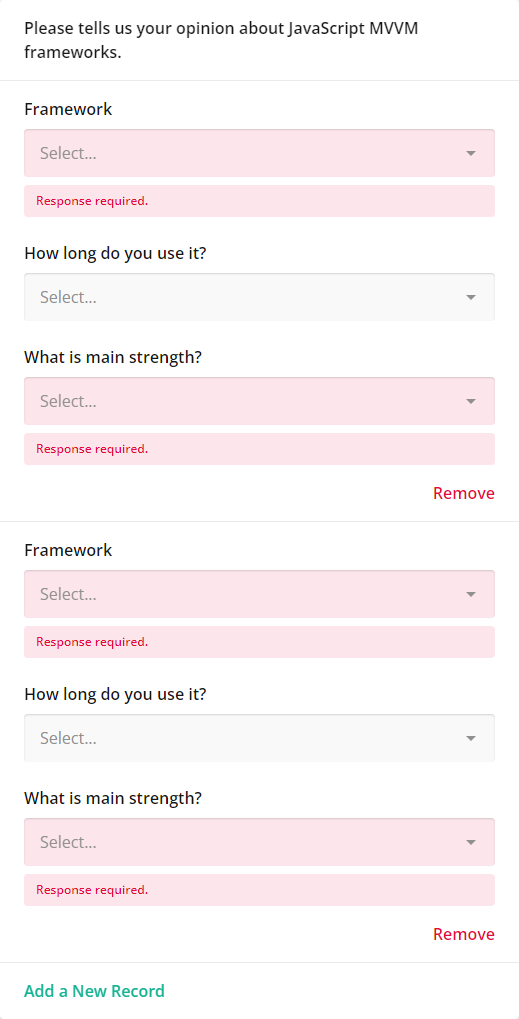 Please tells us your opinion about JavaScript MVVM
frameworks.
Framework
Select...
Response required.
How long do you use it?
Select...
What is main strength?
Select...
Response required.
Remove
Framework
Select...
Response required.
How long do you use it?
Select...
What is main strength?
Select...
Response required.
Remove
Add a New Record